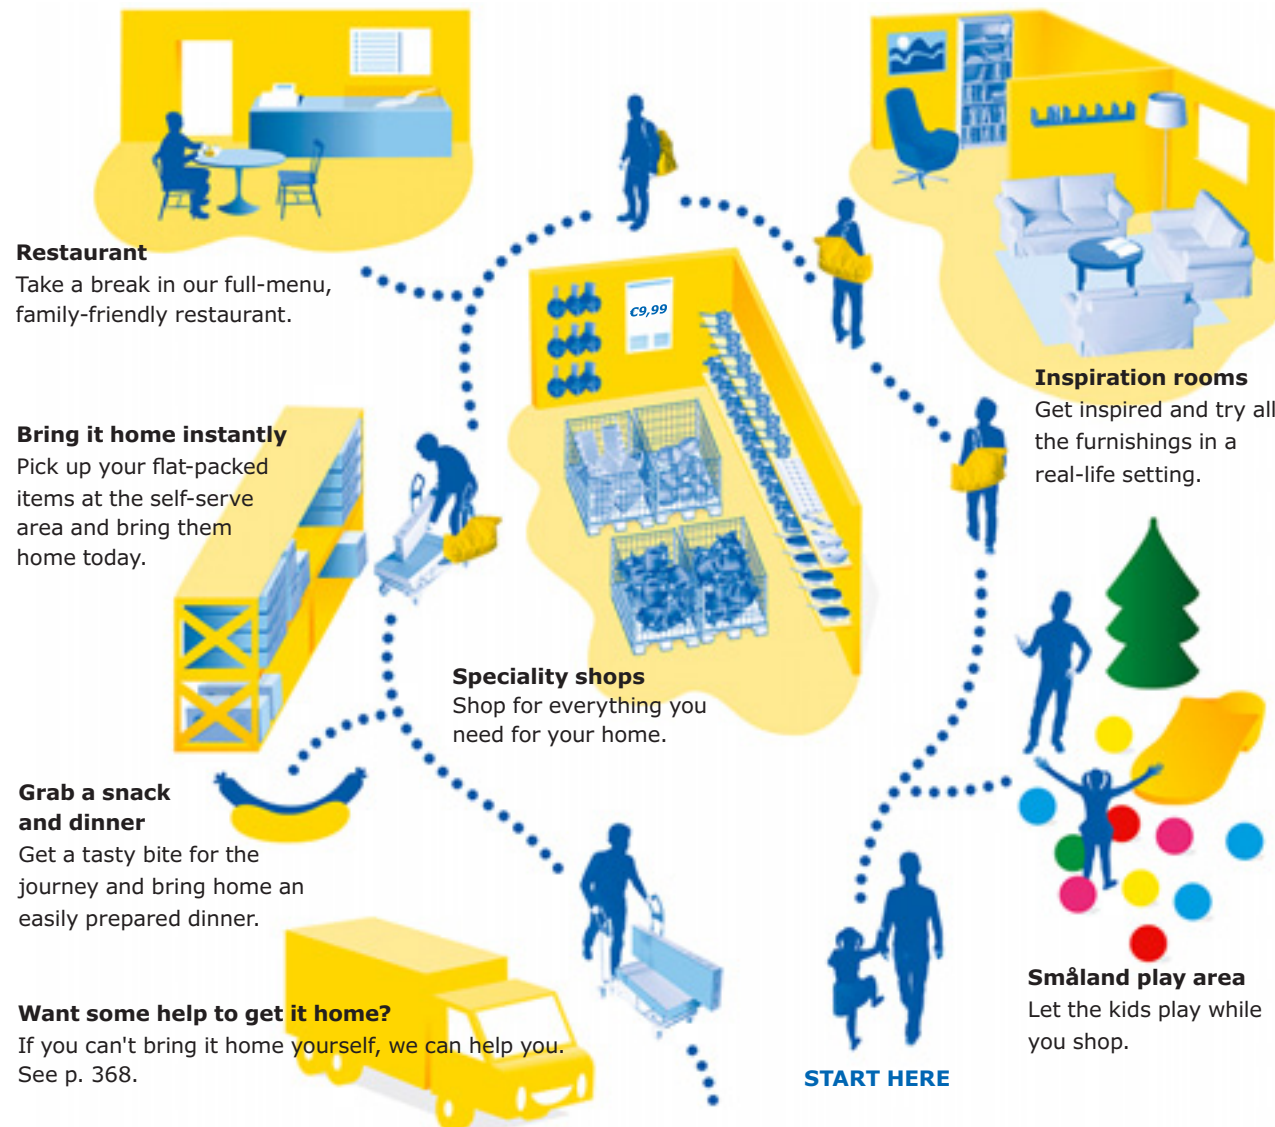 Restaurant
Take a break in our full-menu,
family-friendly restaurant.
€9,99
Inspiration rooms
Get inspired and try all
the furnishings in a
real-life setting.
Bring it home instantly
Pick up your flat-packed
items at the self-serve
area and bring them
home today.
Speciality shops
Shop for everything you
need for your home.
Grab a snack
and dinner
Get a tasty bite for the
journey and bring home an
easily prepared dinner.
Småland play area
Let the kids play while
you shop.
Want some help to get it home?
If you can't bring it home yourself, we can help you.
See p. 368.
START HERE